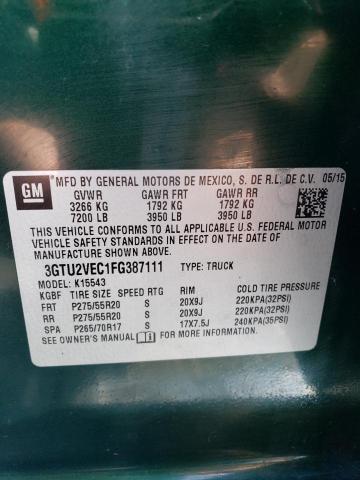 GM MFD BY GENERAL MOTORS DE MEXICO, S. DE R.L. DE C.V. 05/15
GVWR GAWR FRT GAWR RR
3266 KG 1792 KG 1792 KG
7200 LB 3950 LB 3950 LB
THIS VEHICLE CONFORMS TO ALL APPLICABLE U.S. FEDERAL MOTOR
VEHICLE SAFETY STANDARDS IN EFFECT ON THE DATE OF
MANUFACTURE SHOWN ABOVE.
3GTU2VEC1FG387111 TYPE: TRUCK
MODEL: K15543
KGBF TIRE SIZE SPEED RTG RIM COLD TIRE PRESSURE
FRT P275/55R20 S 20X9J 220KPA(32PSI)
RR P275/55R20 S 20X9J 220KPA(32PSI)
SPA P265/70R17 S 17X7.5J 240KPA(35PSI)
SEE OWNER'S MANUAL FOR MORE INFORMATION.